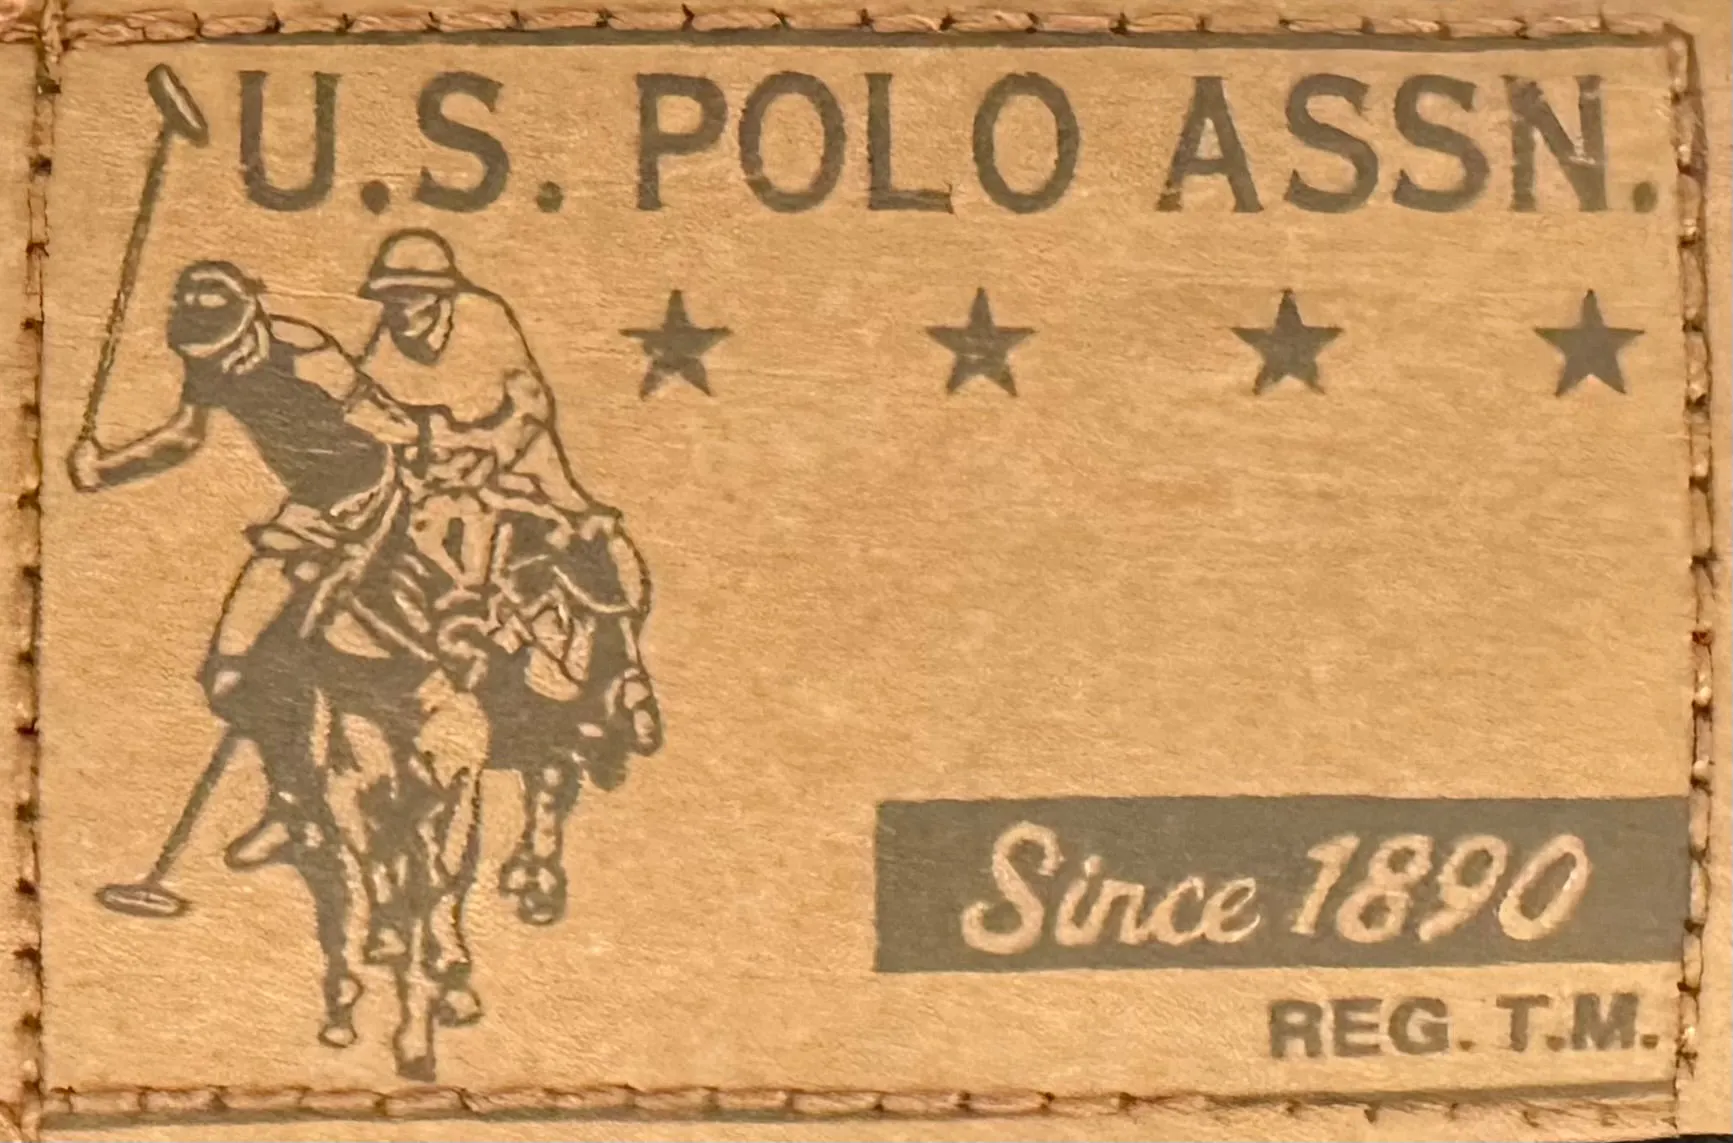 U.S. POLO ASSN.
Since 1890
REG. T.M.